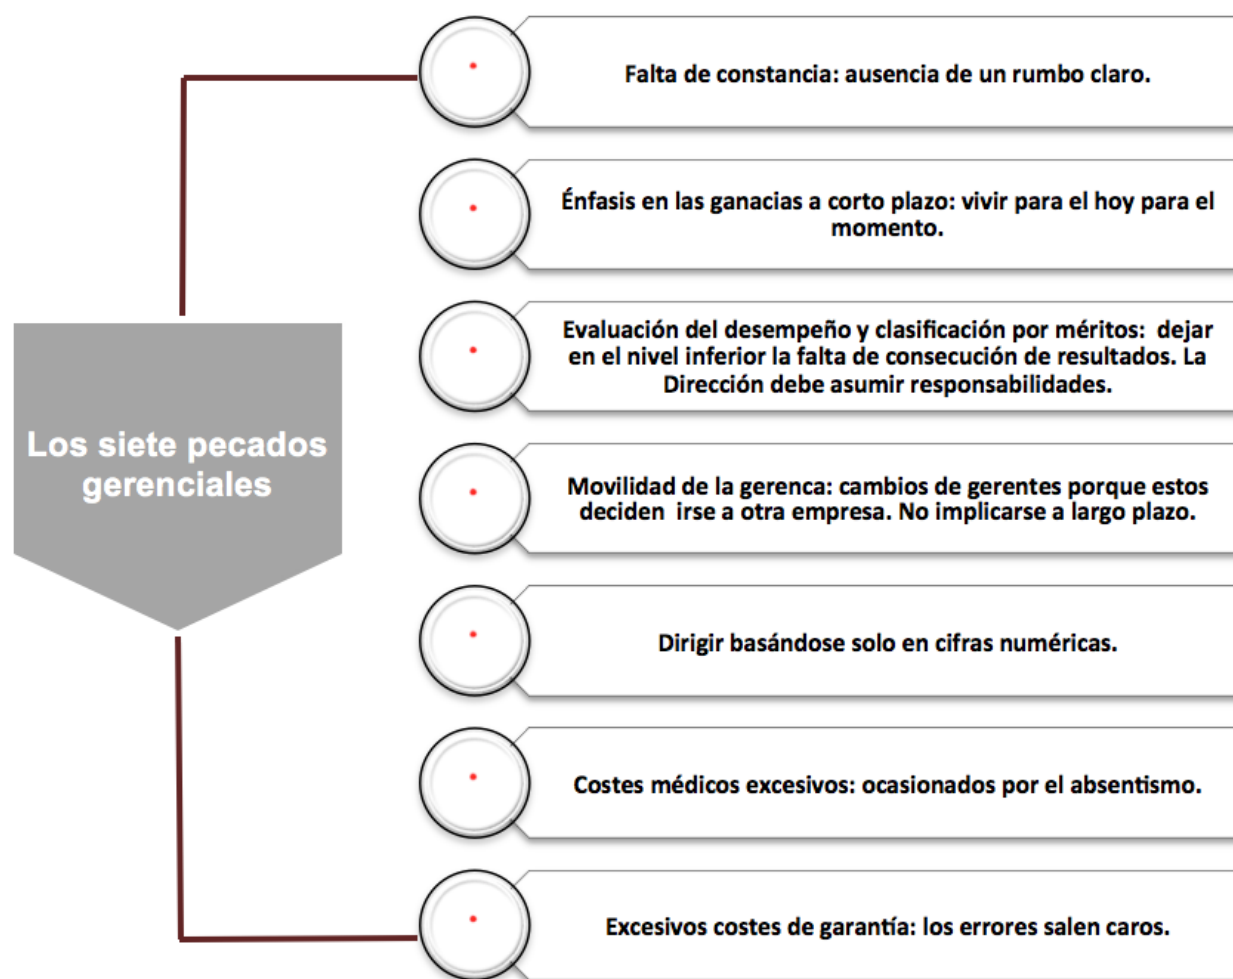 Los siete pecados
gerenciales
Falta de constancia: ausencia de un rumbo claro.
Énfasis en las ganacias a corto plazo: vivir para el hoy para el
momento.
Evaluación del desempeño y clasificación por méritos: dejar
en el nivel inferior la falta de consecución de resultados. La
Dirección debe asumir responsabilidades.
Movilidad de la gerenca: cambios de gerentes porque estos
deciden irse a otra empresa. No implicarse a largo plazo.
Dirigir basándose solo en cifras numéricas.
Costes médicos excesivos: ocasionados por el absentismo.
Excesivos costes de garantía: los errores salen caros.